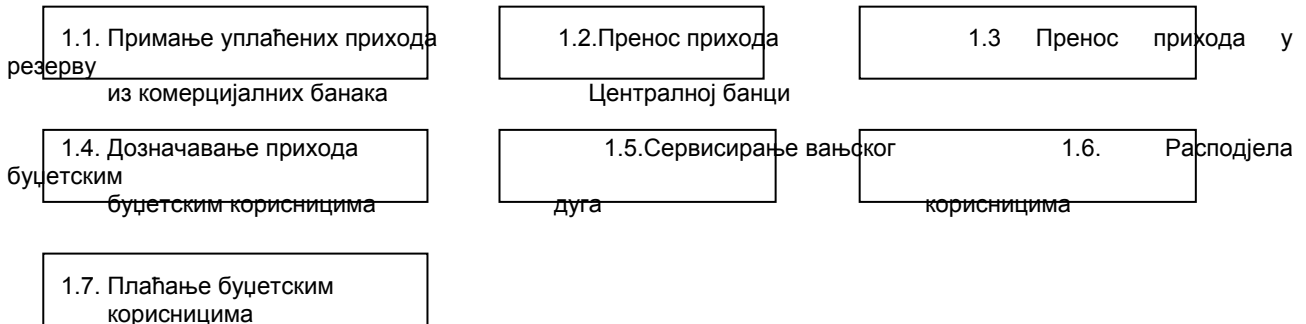 1.1. Примање уплаћених прихода 1.2.Пренос прихода 1.3 Пренос прихода у
резерву
из комерцијалних банака Централној банци
1.4. Дозначавање прихода 1.5.Сервисирање вањског 1.6. Расподјела
буџетским
буџетским корисницима дуга корисницима
1.7. Плаћање буџетским
корисницима